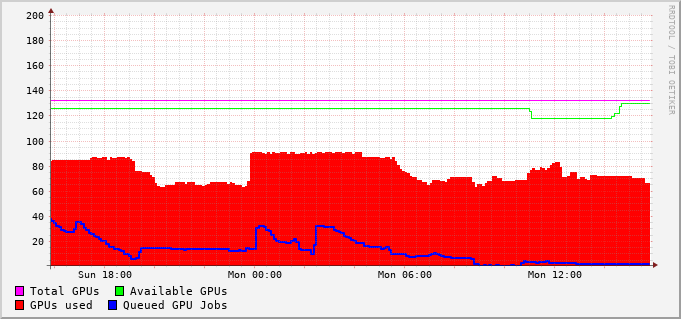 200
180
160
140
120
100
80
60
40
20
Sun 18:00 Mon 00:00 Mon 06:00 Mon 12:00
Total GPUs Available GPUs
GPUs used Queued GPU Jobs
RRDTOOL / TOBI OETIKER